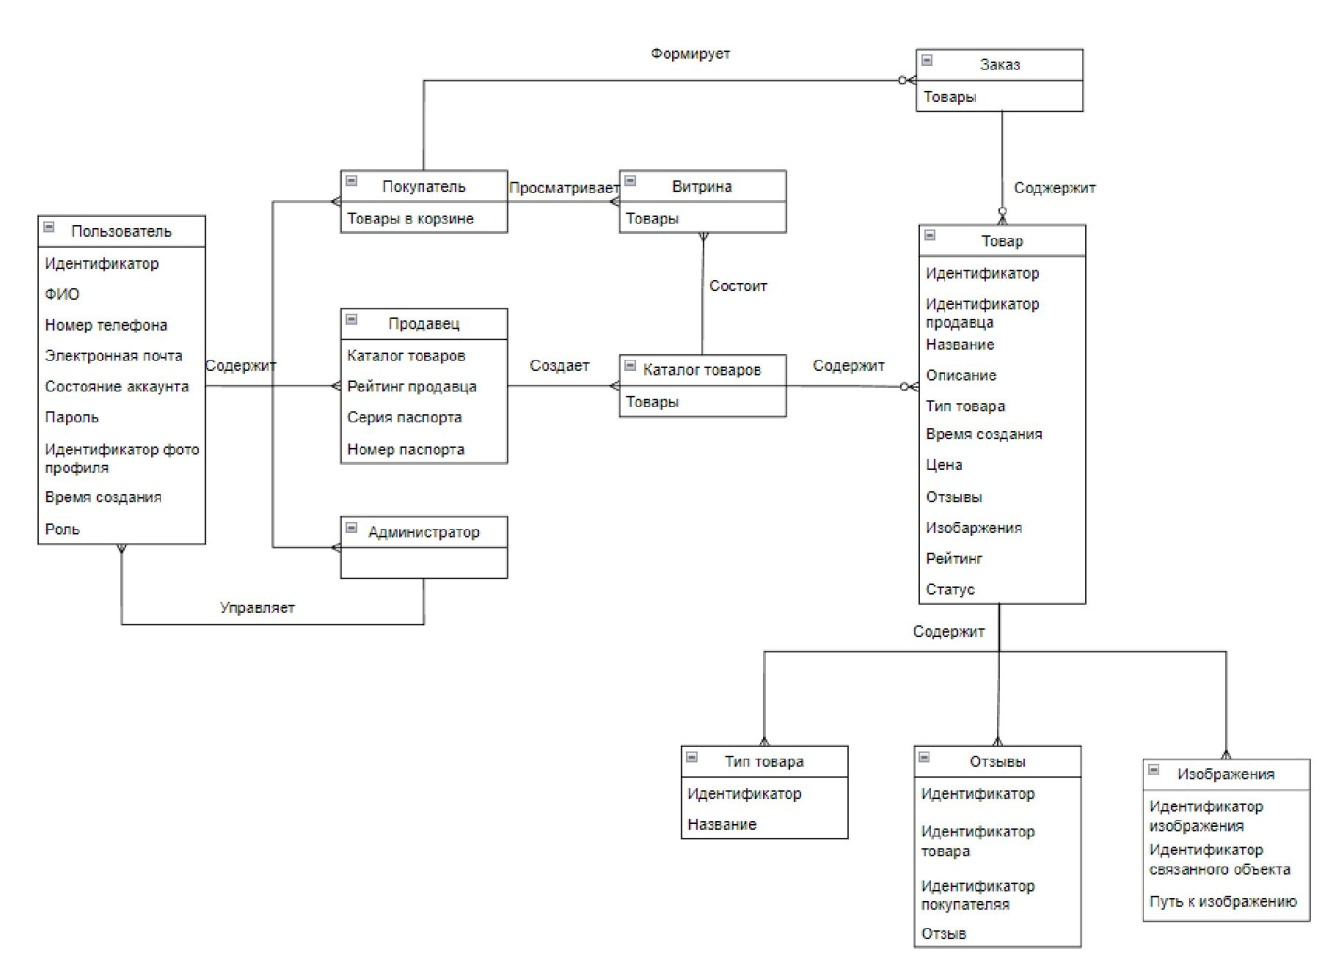 Формирует
Заказ
Товары
Соджержит
Покупатель
Товары в корзине
Просматривает
Витрина
Товары
Состоит
Пользователь
Идентификатор
ФИО
Номер телефона
Электронная почта
Состояние аккаунта
Пароль
Идентификатор фото
профиля
Время создания
Роль
Содержит
Продавец
Каталог товаров
Рейтинг продавца
Серия паспорта
Номер паспорта
Создает
Каталог товаров
Товары
Содержит
Товар
Идентификатор
Идентификатор
продавца
Название
Описание
Тип товара
Время создания
Цена
Отзывы
Изобаржения
Рейтинг
Статус
Администратор
Управляет
Содержит
Тип товара
Идентификатор
Название
Отзывы
Идентификатор
Идентификатор
товара
Идентификатор
покупателяя
Отзыв
Изображения
Идентификатор
изображения
Идентификатор
связанного объекта
Путь к изображению